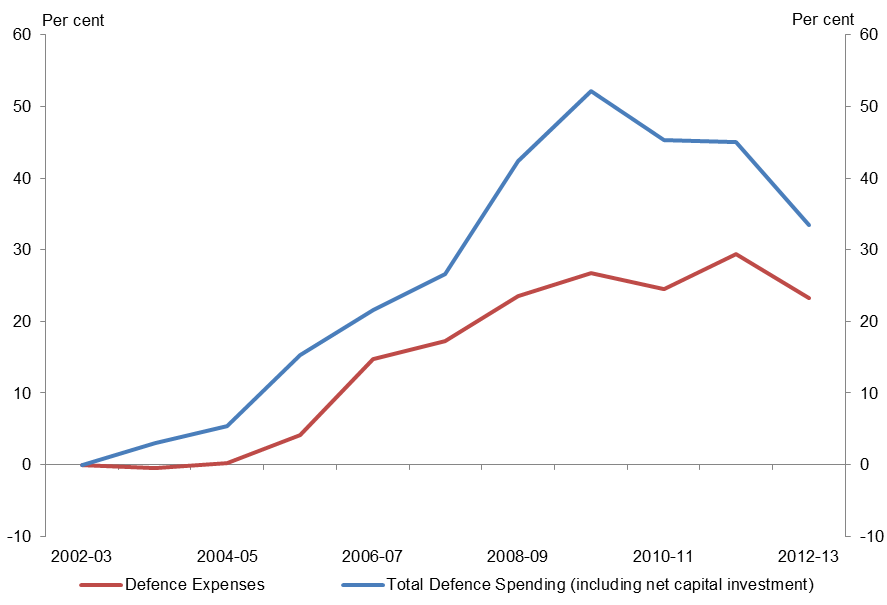 Per cent Per cent
60 60
50 50
40 40
30 30
20 20
10 10
0 0
-10 -10
2002-03 2004-05 2006-07 2008-09 2010-11 2012-13
Defence Expenses Total Defence Spending (including net capital investment)